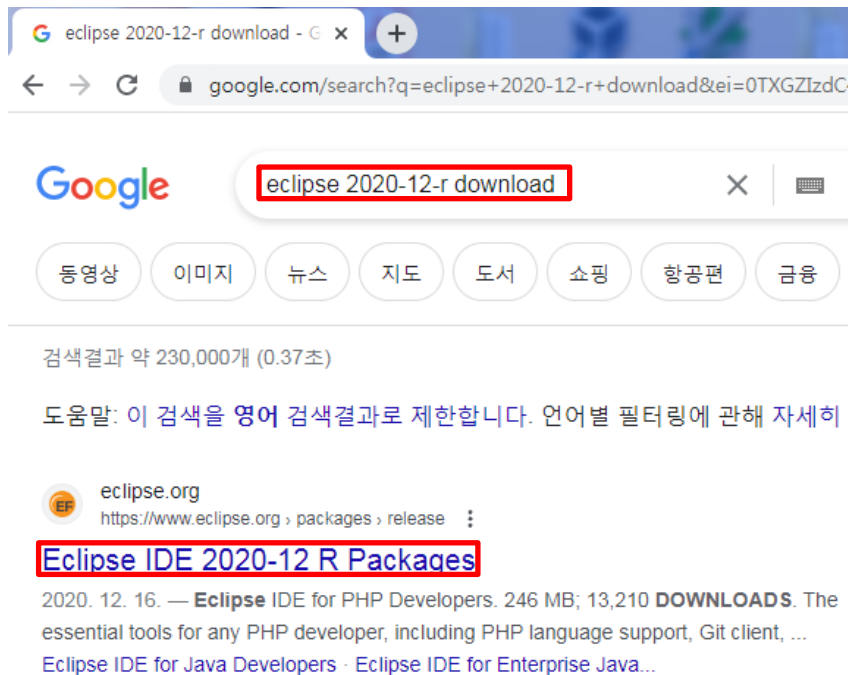 eclipse 2020-12-r download - G
google.com/search?q=eclipse+2020-12-r+download&ei=0TXGZIzdC
Google
eclipse 2020-12-r download
동영상 이미지 뉴스 지도 도서 쇼핑 항공편 금융
검색결과 약 230,000개 (0.37초)
도움말: 이 검색을 영어 검색결과로 제한합니다. 언어별 필터링에 관해 자세히
EF
eclipse.org
https://www.eclipse.org › packages › release
Eclipse IDE 2020-12 R Packages
2020. 12. 16. — Eclipse IDE for PHP Developers. 246 MB; 13,210 DOWNLOADS. The
essential tools for any PHP developer, including PHP language support, Git client, ...
Eclipse IDE for Java Developers · Eclipse IDE for Enterprise Java...